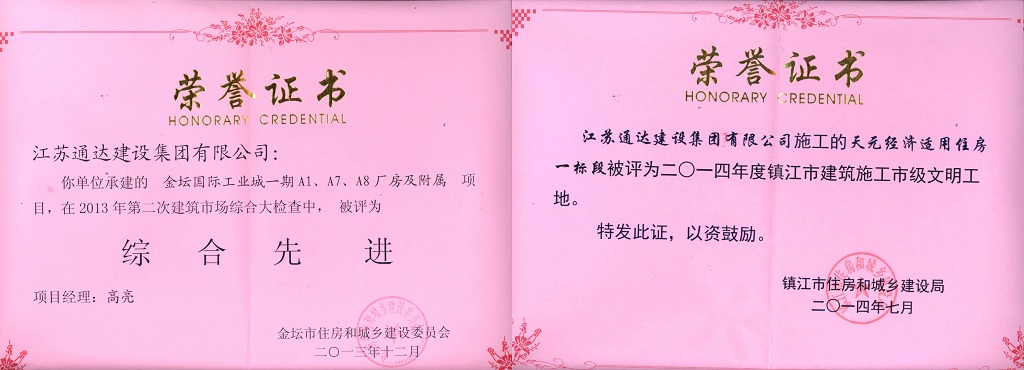 荣誉证书
HONORARY CREDENTIAL
江苏通达建设集团有限公司:
你单位承建的 金坛国际工业城一期A1、A7、A8厂房及附属 项
目，在2013年第二次建筑市场综合大检查中， 被评为
综合先进
项目经理：高亮
金坛市住房和城乡建设委员会
二〇一三年十二月
荣誉证书
HONORARY CREDENTIAL
江苏通达建设集团有限公司施工的天元经济适用住房
一标段被评为二〇一四年度镇江市建筑施工市级文明工
地。
特发此证，以资鼓励。
镇江市住房和城乡建设局
二〇一四年七月